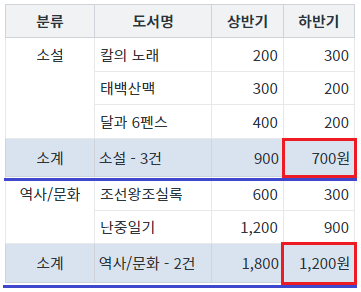 분류 도서명 상반기 하반기
소설 칼의 노래 200 300
태백산맥 300 200
달과 6펜스 400 200
소계 소설 - 3건 900 700원
역사/문화 조선왕조실록 600 300
난중일기 1,200 900
소계 역사/문화 - 2건 1,800 1,200원